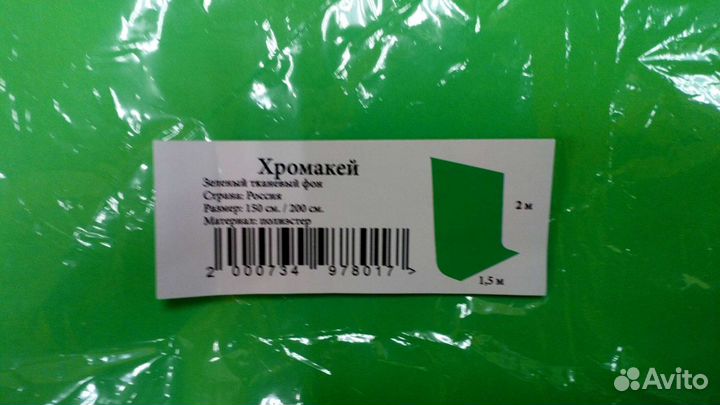 Хромакей
Зеленый тканевый фон
Страна: Россия
Размер: 150 см. / 200 см.
Материал: полиэстер
2 000734 978017 >
2 м
1,5 м
Avito